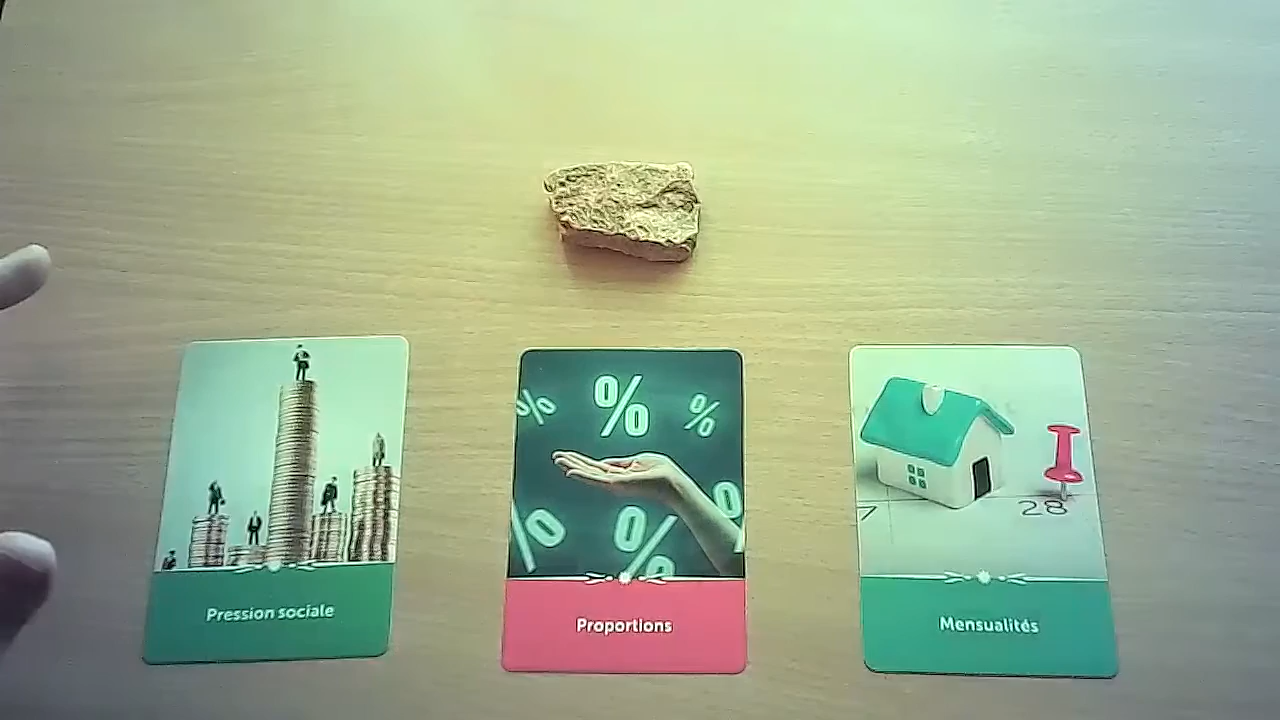 Pression sociale
% % %
% % %
Proportions
7 28
Mensualités